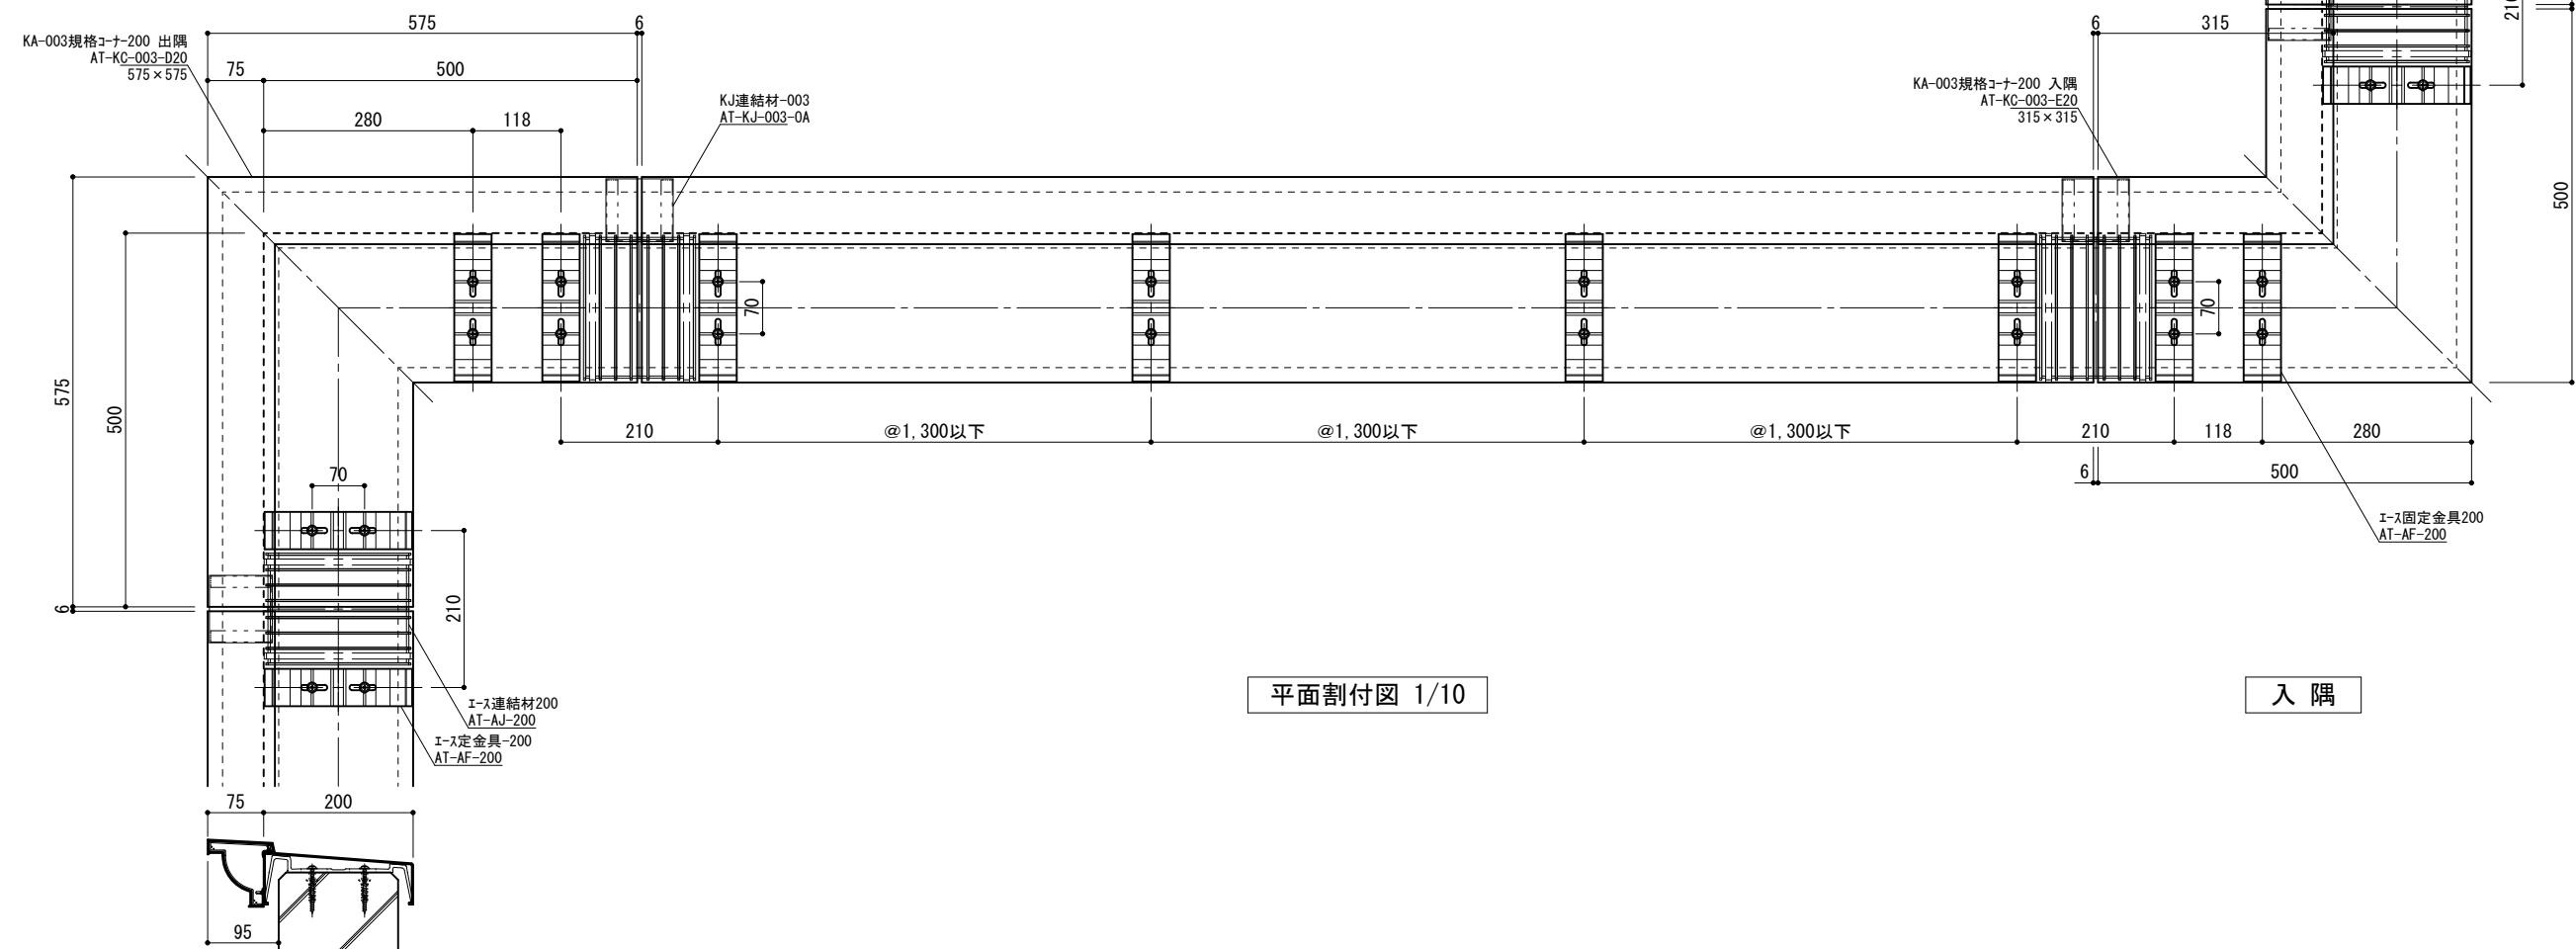 575
6
6
315
210
KA-003規格ｺｰﾅｰ200 出隅
AT-KC-003-D20
575×575
75
500
KJ連結材-003
AT-KJ-003-0A
KA-003規格ｺｰﾅｰ200 入隅
AT-KC-003-E20
315×315
280
118
500
575
500
70
70
210
@1,300以下
@1,300以下
@1,300以下
210
118
280
6
500
70
ｴｰｽ固定金具200
AT-AF-200
6
210
平面割付図 1/10
入 隅
ｴｰｽ連結材200
AT-AJ-200
ｴｰｽ定金具-200
AT-AF-200
75
200
95